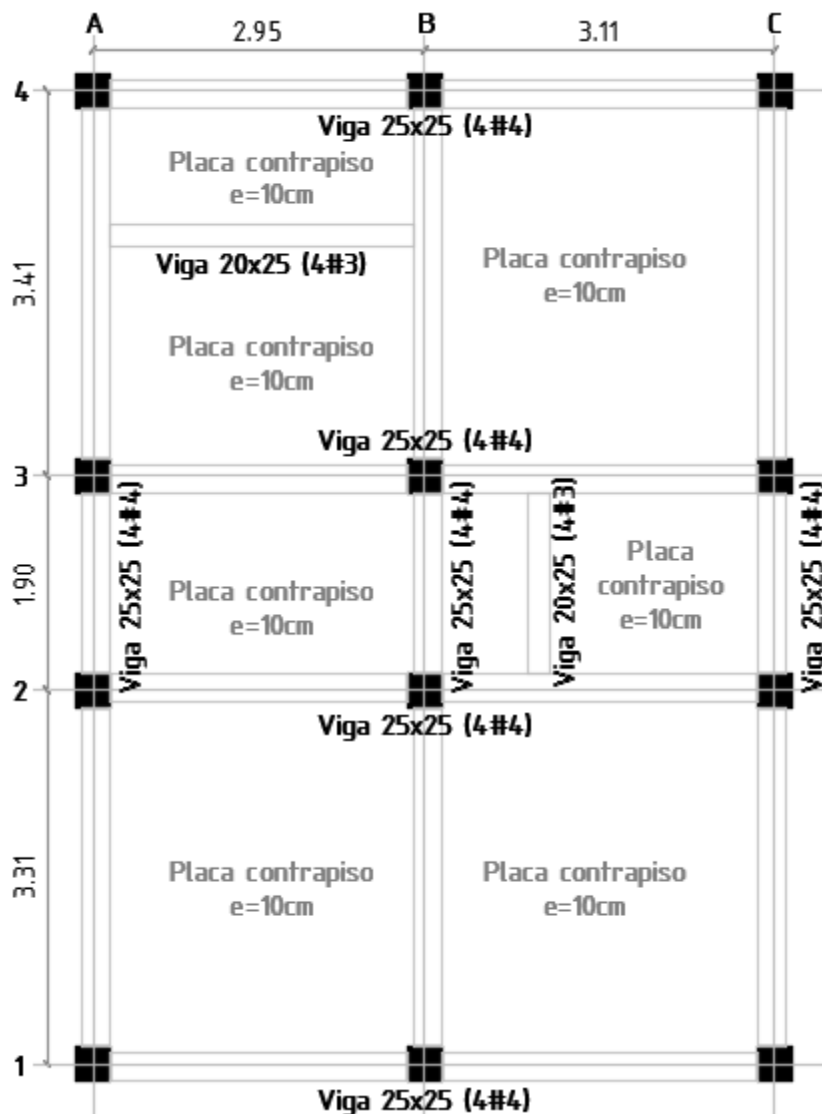 A
B
C
2.95
3.11
4
Viga 25x25 (4#4)
Placa contrapiso
e=10cm
Viga 20x25 (4#3)
Placa contrapiso
e=10cm
3.41
Placa contrapiso
e=10cm
Viga 25x25 (4#4)
3
Viga 25x25 (4#4)
Viga 25x25 (4#4)
Viga 20x25 (4#3)
Placa
contrapiso
e=10cm
Viga 25x25 (4#4)
1.90
Placa contrapiso
e=10cm
2
Viga 25x25 (4#4)
3.31
Placa contrapiso
e=10cm
Placa contrapiso
e=10cm
1
Viga 25x25 (4#4)